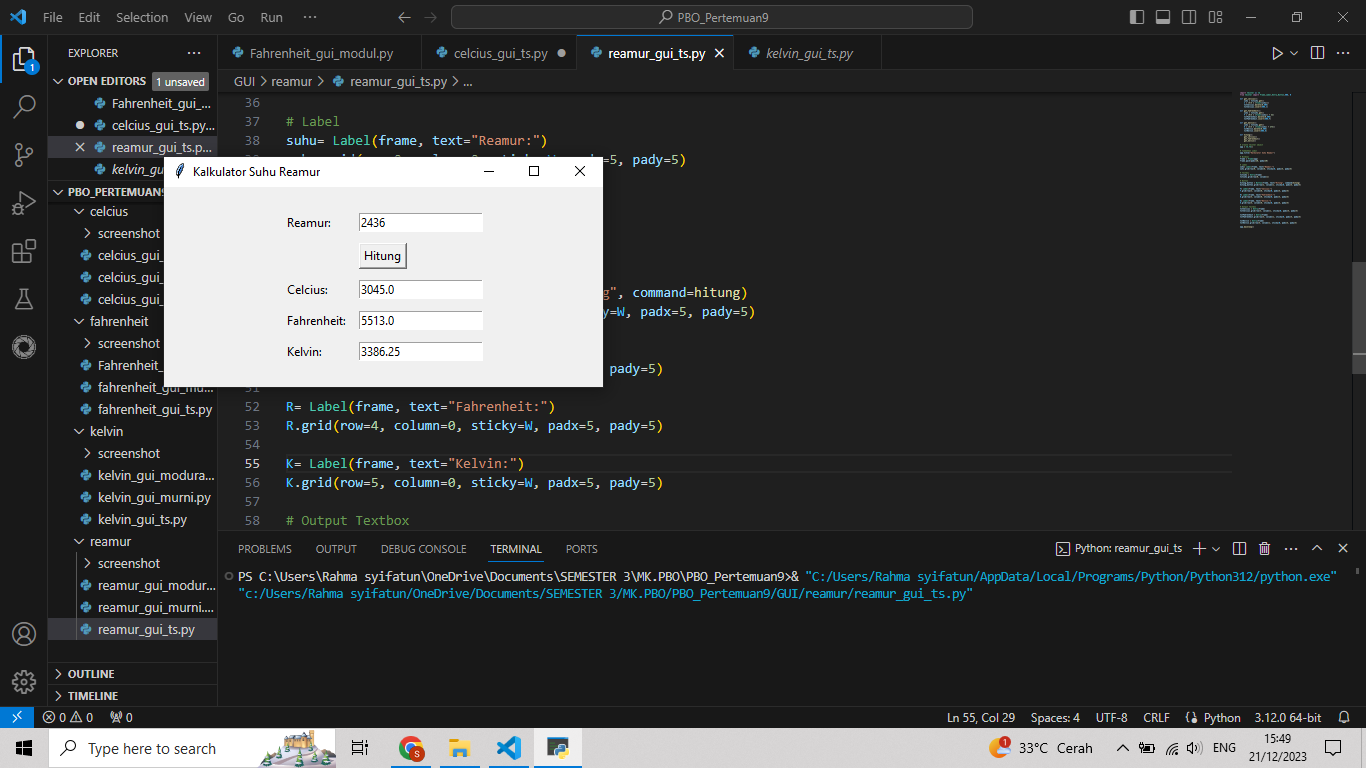 File Edit Selection View Go Run ···
PBO_Pertemuan9
EXPLORER ···
OPEN EDITORS 1 unsaved
Fahrenheit_gui_...
celcius_gui_ts.py...
reamur_gui_ts.p...
kelvin_gu
PBO_PERTEMUAN9
celcius
screenshot
celcius_gui_
celcius_gui_
celcius_gui_
fahrenheit
screenshot
Fahrenheit_
fahrenheit_gui_mu...
fahrenheit_gui_ts.py
kelvin
screenshot
kelvin_gui_modura...
kelvin_gui_murni.py
kelvin_gui_ts.py
reamur
screenshot
reamur_gui_modur...
reamur_gui_murni....
reamur_gui_ts.py
OUTLINE
TIMELINE
Fahrenheit_gui_modul.py celcius_gui_ts.py reamur_gui_ts.py kelvin_gui_ts.py
GUI > reamur > reamur_gui_ts.py > ...
36
37 # Label
38 suhu= Label(frame, text="Reamur:")
=5, pady=5)
Kalkulator Suhu Reamur
Reamur: 2436
Hitung
Celcius: 3045.0
Fahrenheit: 5513.0
Kelvin: 3386.25
g", command=hitung)
y=W, padx=5, pady=5)
pady=5)
51
52 R= Label(frame, text="Fahrenheit:")
53 R.grid(row=4, column=0, sticky=W, padx=5, pady=5)
54
55 K= Label(frame, text="Kelvin:")
56 K.grid(row=5, column=0, sticky=W, padx=5, pady=5)
57
58 # Output Textbox
PROBLEMS OUTPUT DEBUG CONSOLE TERMINAL PORTS
Python: reamur_gui_ts
PS C:\Users\Rahma syifatun\OneDrive\Documents\SEMESTER 3\MK.PBO\PBO_Pertemuan9>& "C:/Users/Rahma syifatun/AppData/Local/Programs/Python/Python312/python.exe"
"c:/Users/Rahma syifatun/OneDrive/Documents/SEMESTER 3/MK.PBO/PBO_Pertemuan9/GUI/reamur/reamur_gui_ts.py"
1
0 0 0
Ln 55, Col 29 Spaces: 4 UTF-8 CRLF Python 3.12.0 64-bit
Type here to search
S
1
33°C Cerah
ENG
15:49
21/12/2023